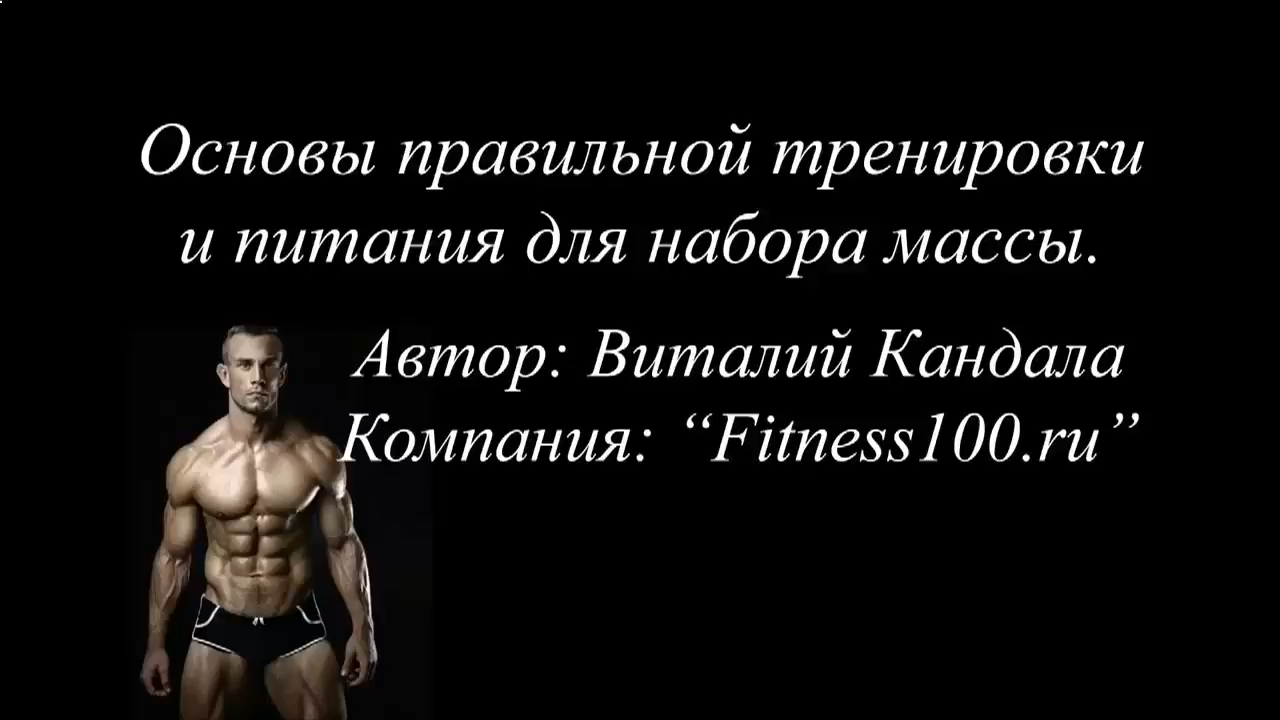 Основы правильной тренировки
и питания для набора массы.
Автор: Виталий Кандала
Компания: “Fitness100.ru”